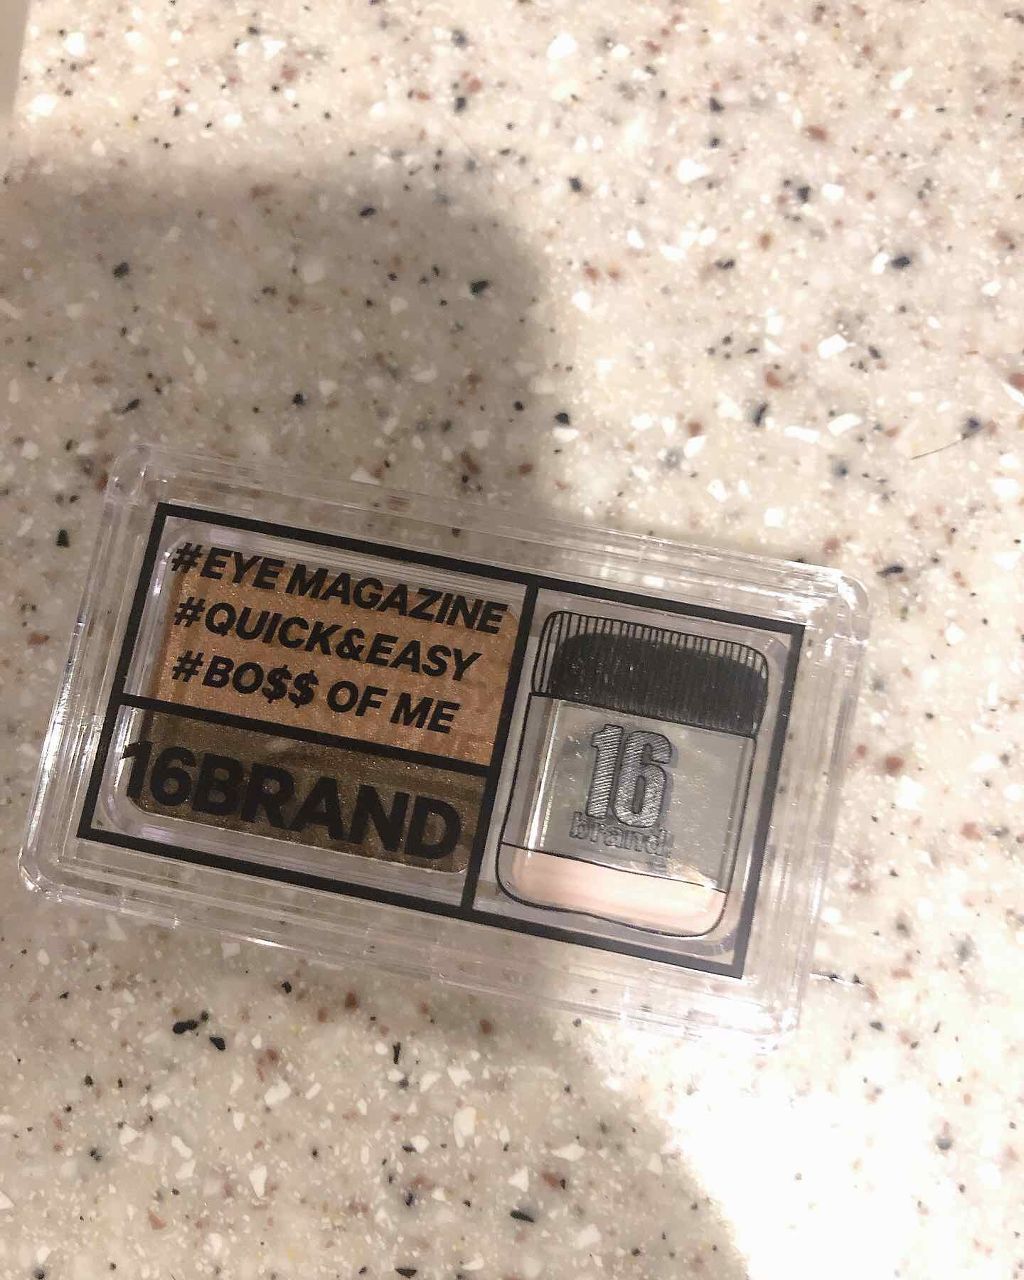 #EYE MAGAZINE
#QUICK&EASY
#BO$$ OF ME
16BRAND
16
brand